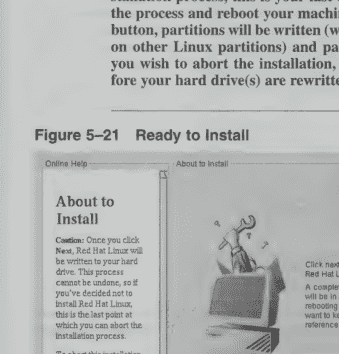 the process and reboot your machi
button, partitions will be written (w
on other Linux partitions) and pa
you wish to abort the installation,
fore your hard drive(s) are rewritte
Figure 5–21 Ready to Install
Online Help
About to Install
About to
Install
Caution: Once you click
Next, Red Hat Linux will
be written to your hard
drive. This process
cannot be undone, so if
you've decided not to
install Red Hat Linux,
this is the last point at
which you can abort the
installation process.
Click next
Red Hat L
A comple
will be in
rebooting
want to ke
reference